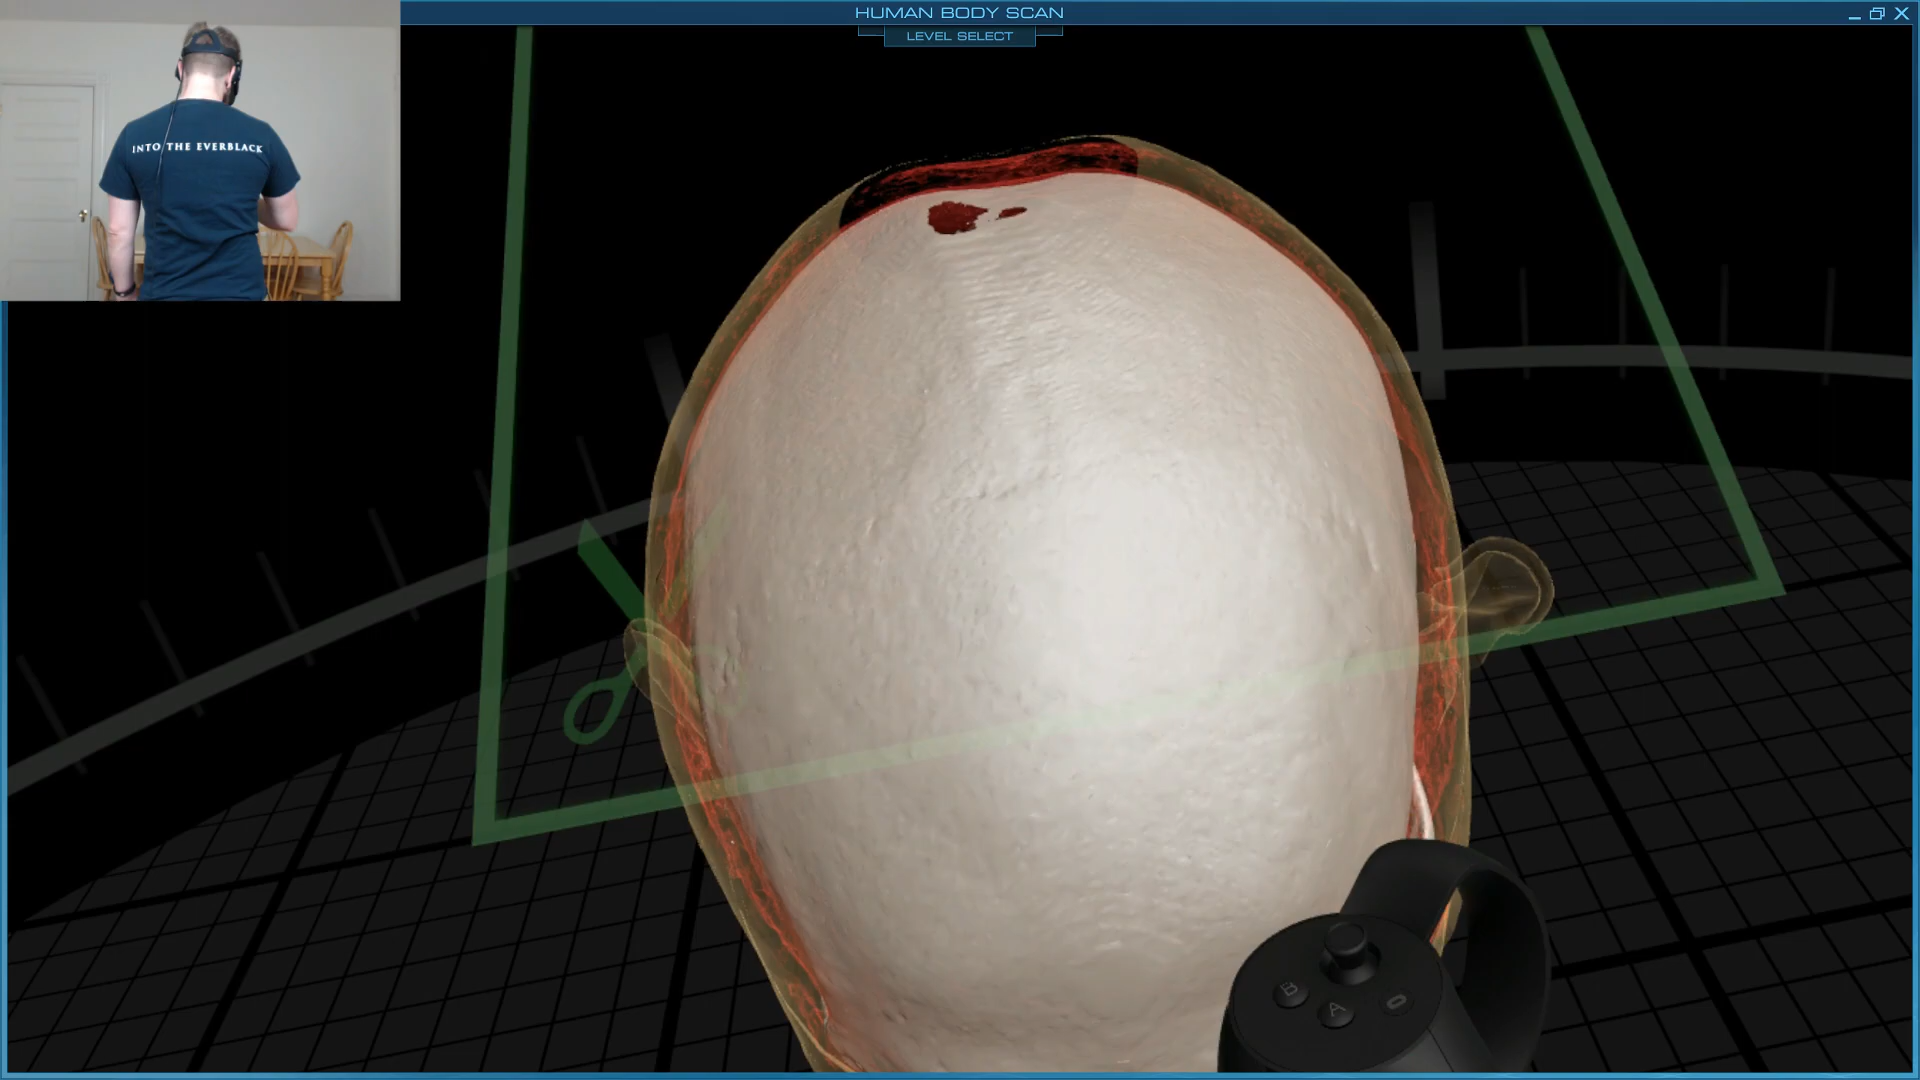 HUMAN BODY SCAN
LEVEL SELECT
INTO THE EVERBLACK
B
A